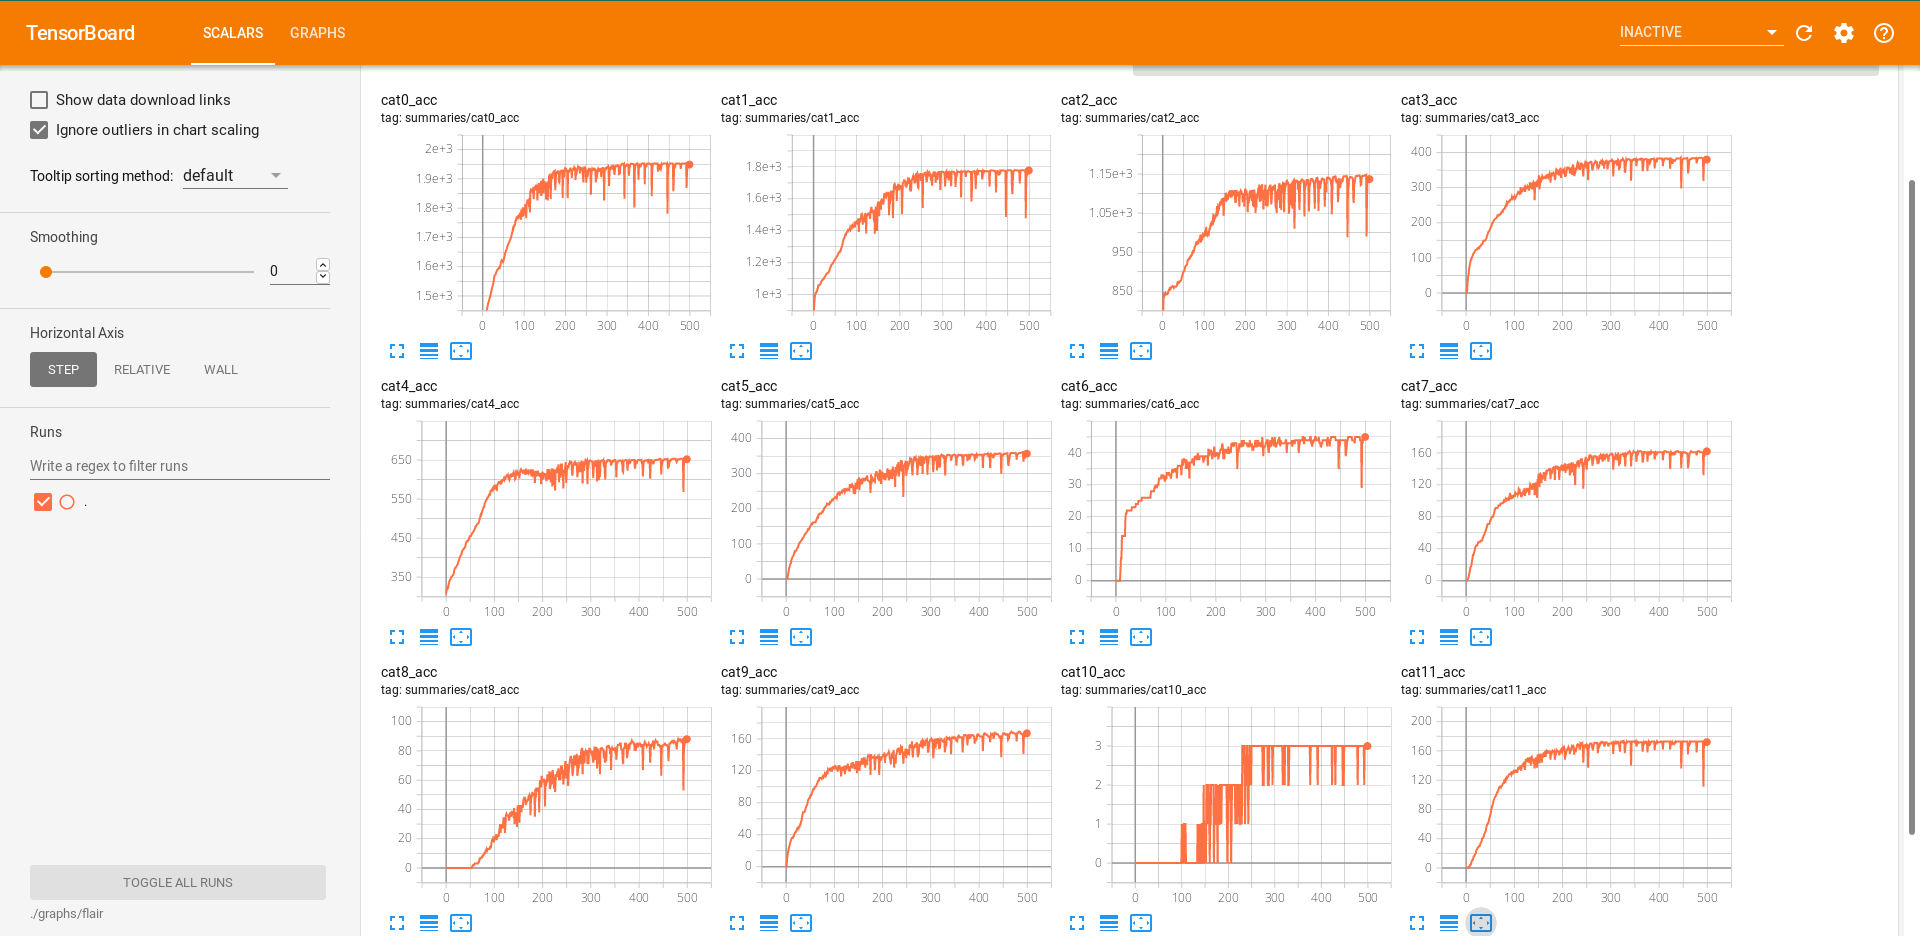 TensorBoard SCALARS GRAPHS INACTIVE
Show data download links
Ignore outliers in chart scaling
Tooltip sorting method: default
Smoothing
0
Horizontal Axis
STEP RELATIVE WALL
Runs
Write a regex to filter runs
.
TOGGLE ALL RUNS
./graphs/flair
cat0_acc
tag: summaries/cat0_acc
2e+3
1.9e+3
1.8e+3
1.7e+3
1.6e+3
1.5e+3
0 100 200 300 400 500
cat1_acc
tag: summaries/cat1_acc
1.8e+3
1.6e+3
1.4e+3
1.2e+3
1e+3
0 100 200 300 400 500
cat2_acc
tag: summaries/cat2_acc
1.15e+3
1.05e+3
950
850
0 100 200 300 400 500
cat3_acc
tag: summaries/cat3_acc
400
300
200
100
0
0 100 200 300 400 500
cat4_acc
tag: summaries/cat4_acc
650
550
450
350
0 100 200 300 400 500
cat5_acc
tag: summaries/cat5_acc
400
300
200
100
0
0 100 200 300 400 500
cat6_acc
tag: summaries/cat6_acc
40
30
20
10
0
0 100 200 300 400 500
cat7_acc
tag: summaries/cat7_acc
160
120
80
40
0
0 100 200 300 400 500
cat8_acc
tag: summaries/cat8_acc
100
80
60
40
20
0
0 100 200 300 400 500
cat9_acc
tag: summaries/cat9_acc
160
120
80
40
0
0 100 200 300 400 500
cat10_acc
tag: summaries/cat10_acc
3
2
1
0
0 100 200 300 400 500
cat11_acc
tag: summaries/cat11_acc
200
160
120
80
40
0
0 100 200 300 400 500